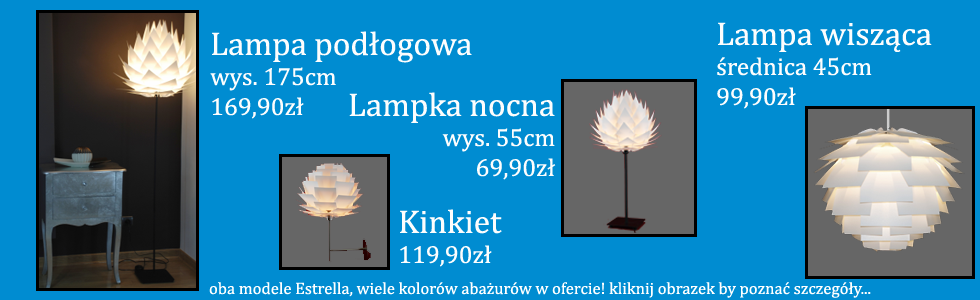 Lampa podłogowa
wys. 175cm
169,90zł
Lampka nocna
wys. 55cm
69,90zł
Kinkiet
119,90zł
Lampa wisząca
średnica 45cm
99,90zł
oba modele Estrella, wiele kolorów abażurów w ofercie! kliknij obrazek by poznać szczegóły...